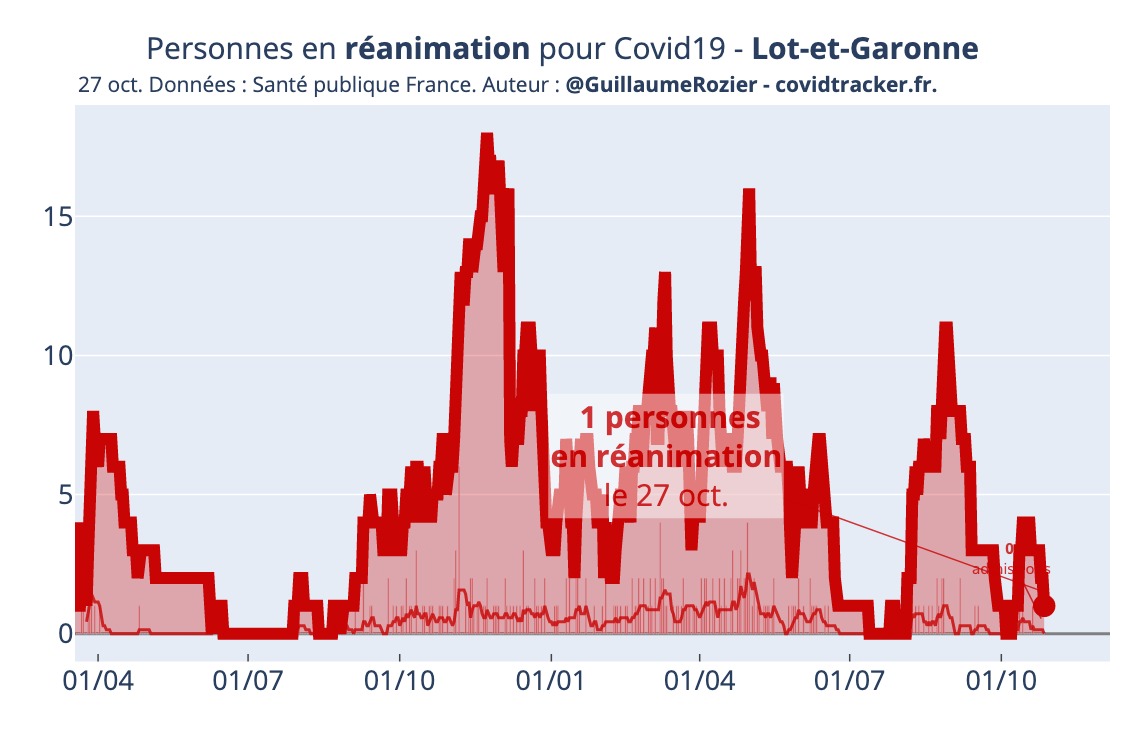 Personnes en réanimation pour Covid19 - Lot-et-Garonne
27 oct. Données : Santé publique France. Auteur : @GuillaumeRozier - covidtracker.fr.
15
10
5
0
1 personnes
en réanimation
le 27 oct.
0
admissions
01/04
01/07
01/10
01/01
01/04
01/07
01/10